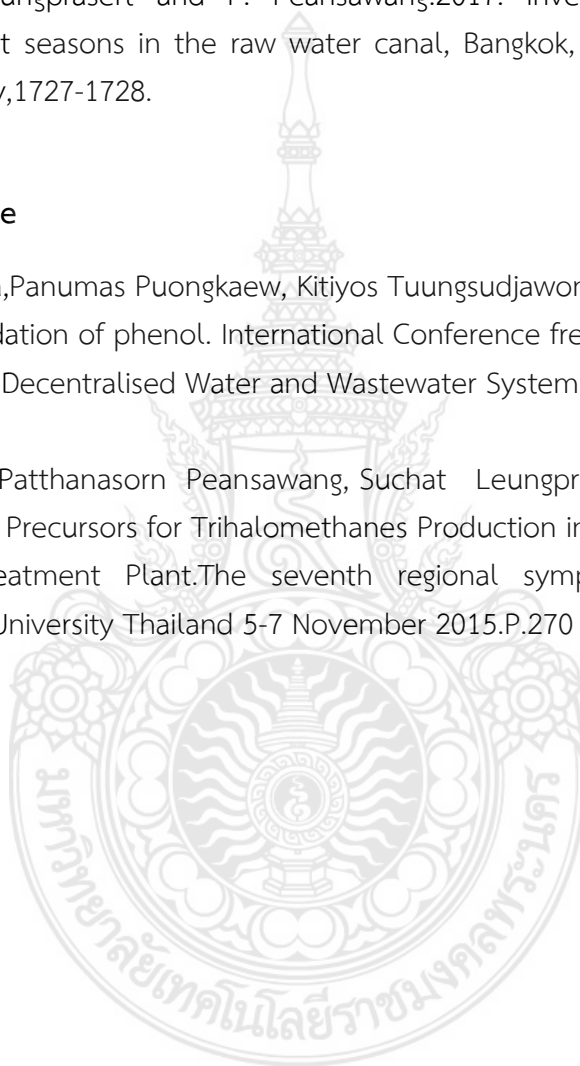 ungprasert and P. Peansawang.2017. Inve
t seasons in the raw water canal, Bangkok,
y,1727-1728.
e
a,Panumas Puongkaew, Kitiyos Tuungsudjawon
dation of phenol. International Conference fre
Decentralised Water and Wastewater System
Patthanasorn Peansawang, Suchat Leungpr
Precursors for Trihalomethanes Production in
eatment Plant.The seventh regional symp
University Thailand 5-7 November 2015.P.270
มหาวิทยาลัยเทคโนโลยีราชมงคลพระนคร